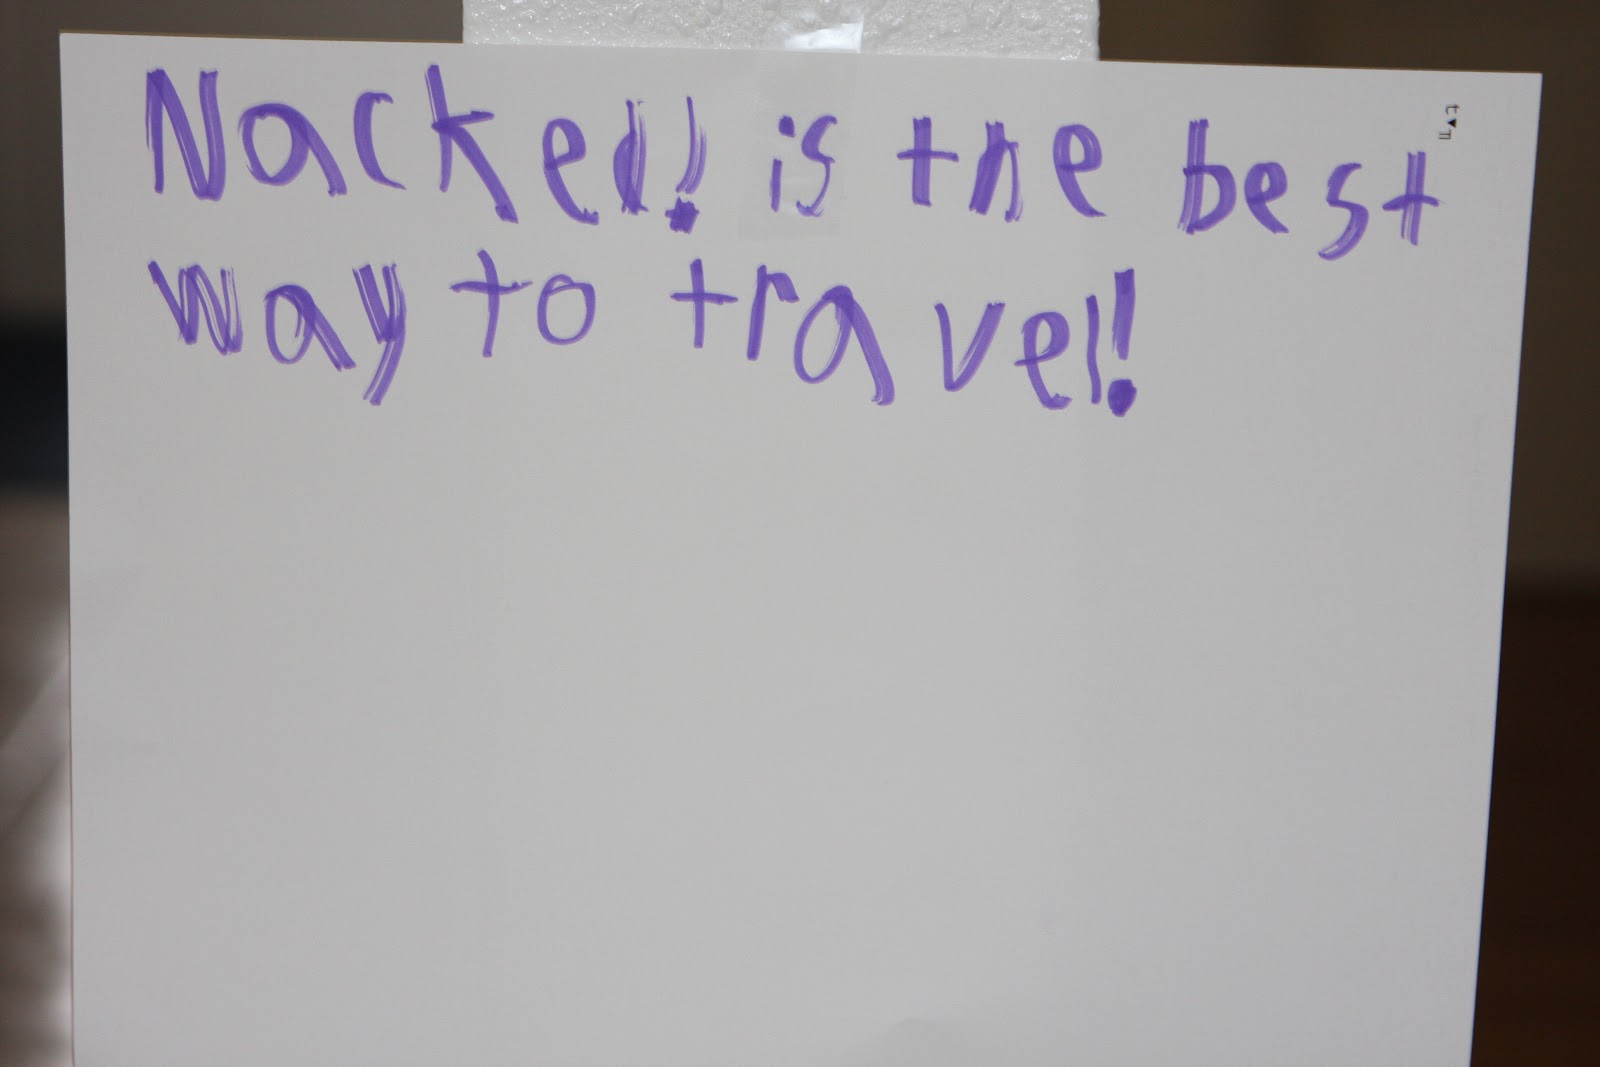 Nacked! is the best
way to travel!